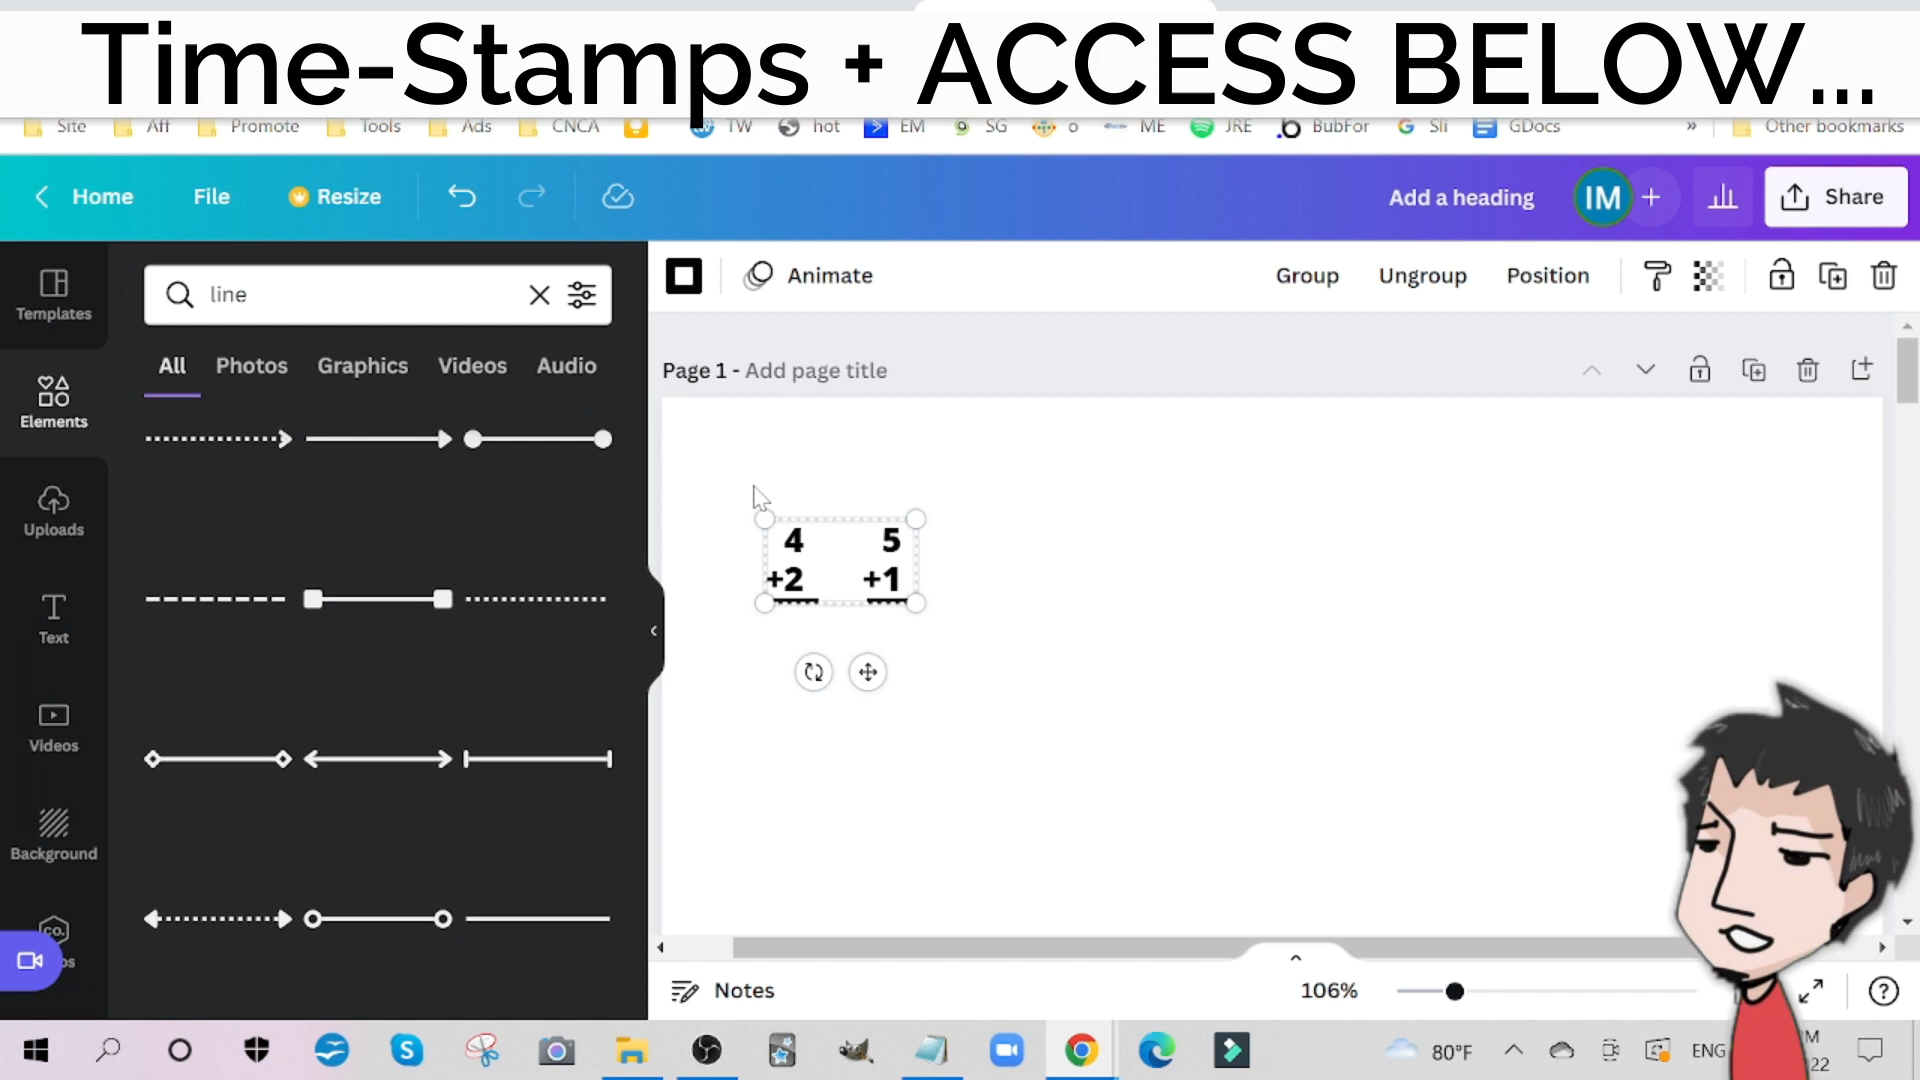 Time-Stamps + ACCESS BELOW...
Site Aff Promote Tools Ads CNCA TW hot EM SG o ME JRE BubFor Sli GDocs » Other bookmarks
Home File Resize Add a heading IM + Share
Templates
line
Animate Group Ungroup Position
All Photos Graphics Videos Audio
Page 1 - Add page title
Elements
Uploads
Text
Videos
Background
co.
os
4 5
+2 +1
Notes 106% ?
80°F ENG M
22